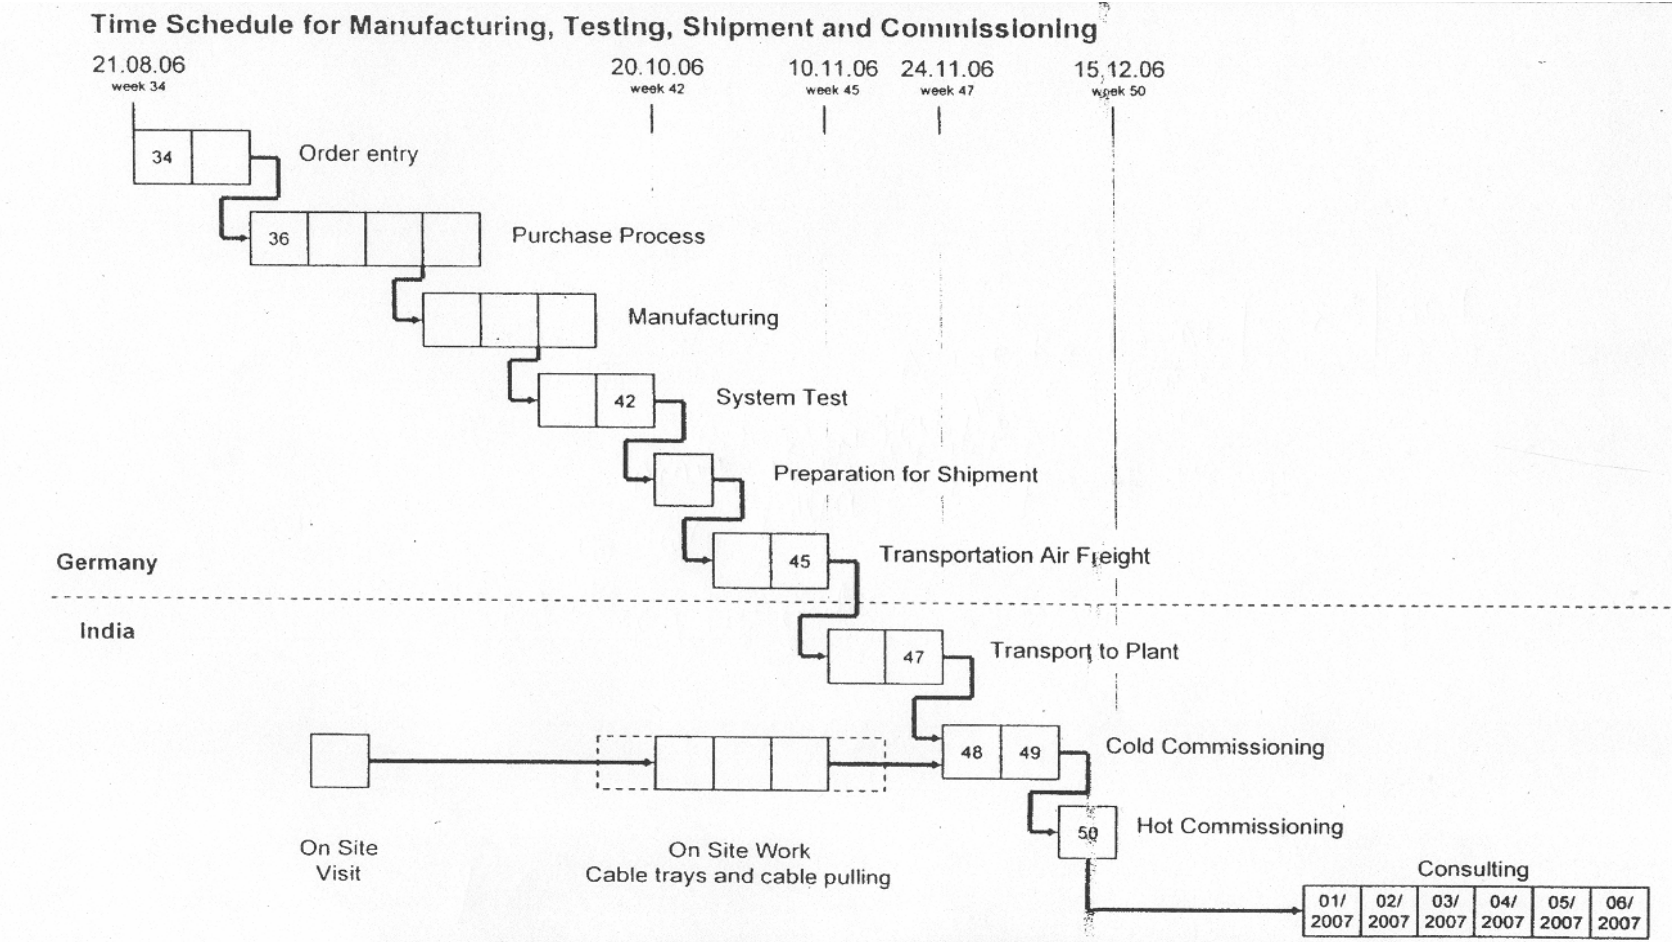 Time Schedule for Manufacturing, Testing, Shipment and Commissioning
21.08.06
week 34
20.10.06
week 42
10.11.06
week 45
24.11.06
week 47
15.12.06
week 50
34
Order entry
36
Purchase Process
Manufacturing
42
System Test
Preparation for Shipment
45
Transportation Air Freight
Germany
India
47
Transport to Plant
48
49
Cold Commissioning
50
Hot Commissioning
On Site
Visit
On Site Work
Cable trays and cable pulling
Consulting
01/
2007
02/
2007
03/
2007
04/
2007
05/
2007
06/
2007